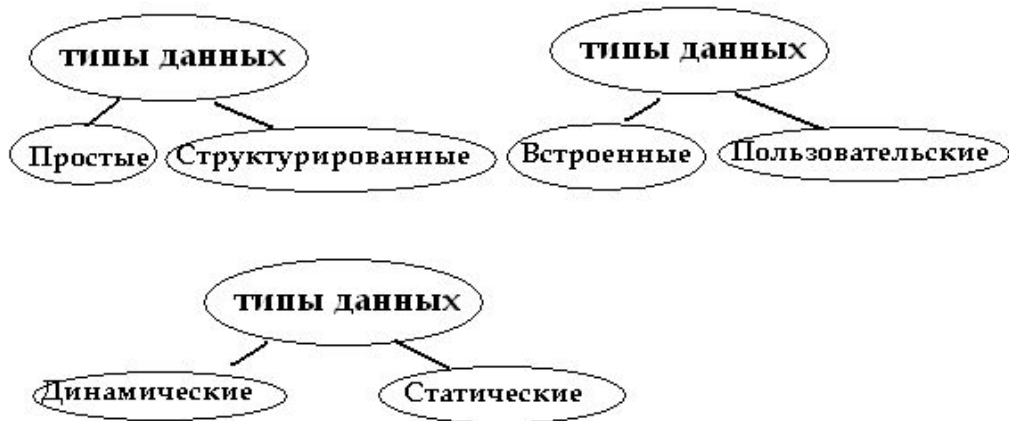 типы данных
Простые
Структурированные
типы данных
Встроенные
Пользовательские
типы данных
Динамические
Статические